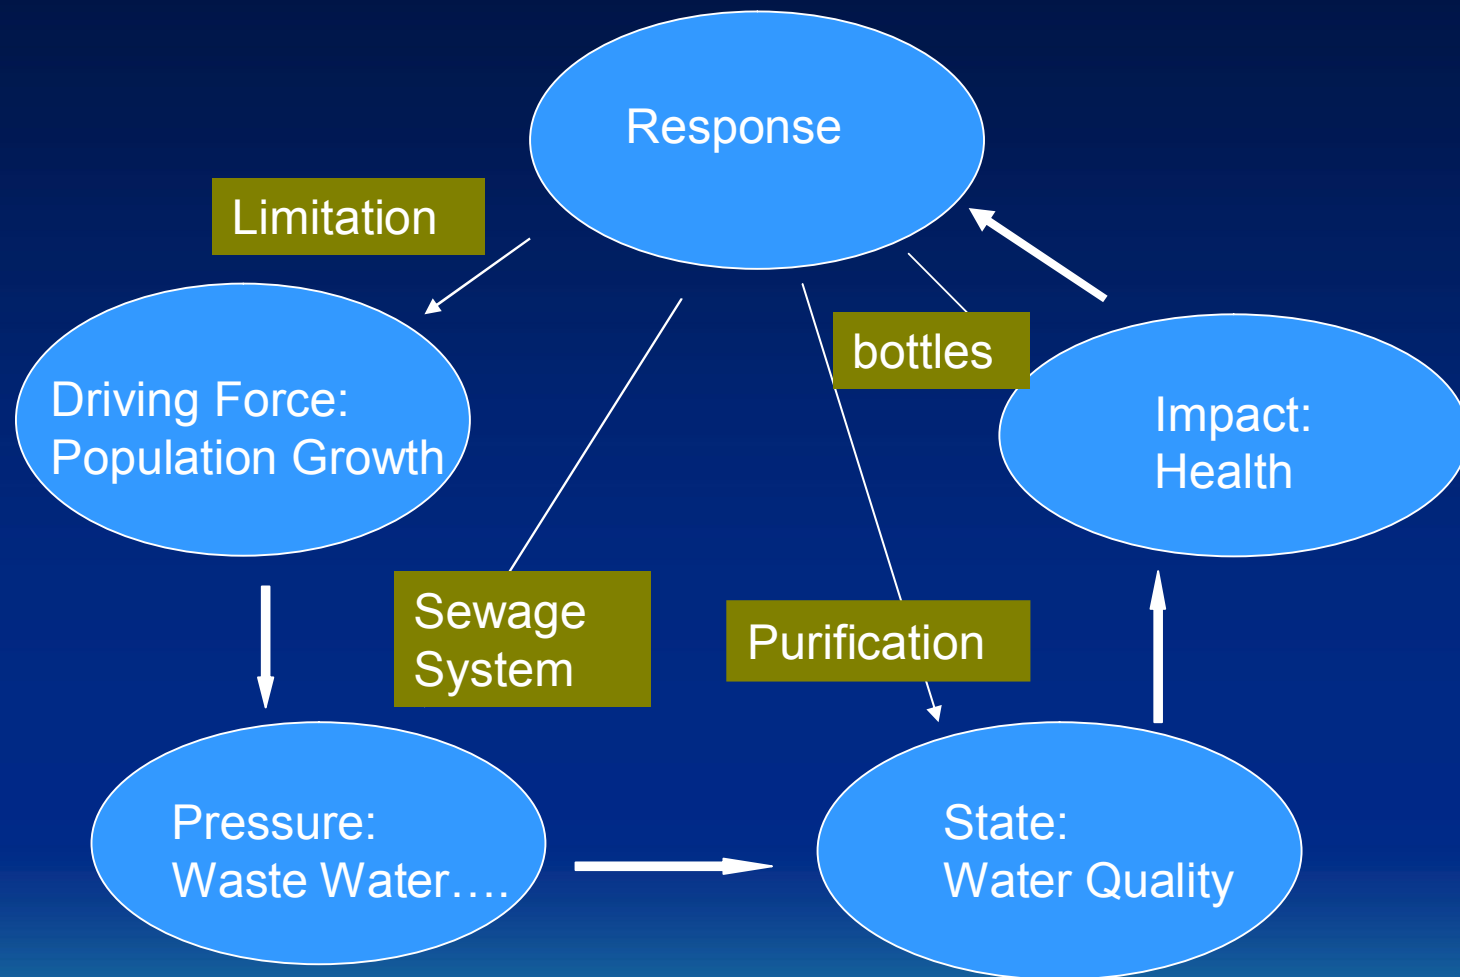 Response
Limitation
bottles
Driving Force:
Population Growth
Impact:
Health
Sewage
System
Purification
Pressure:
Waste Water….
State:
Water Quality